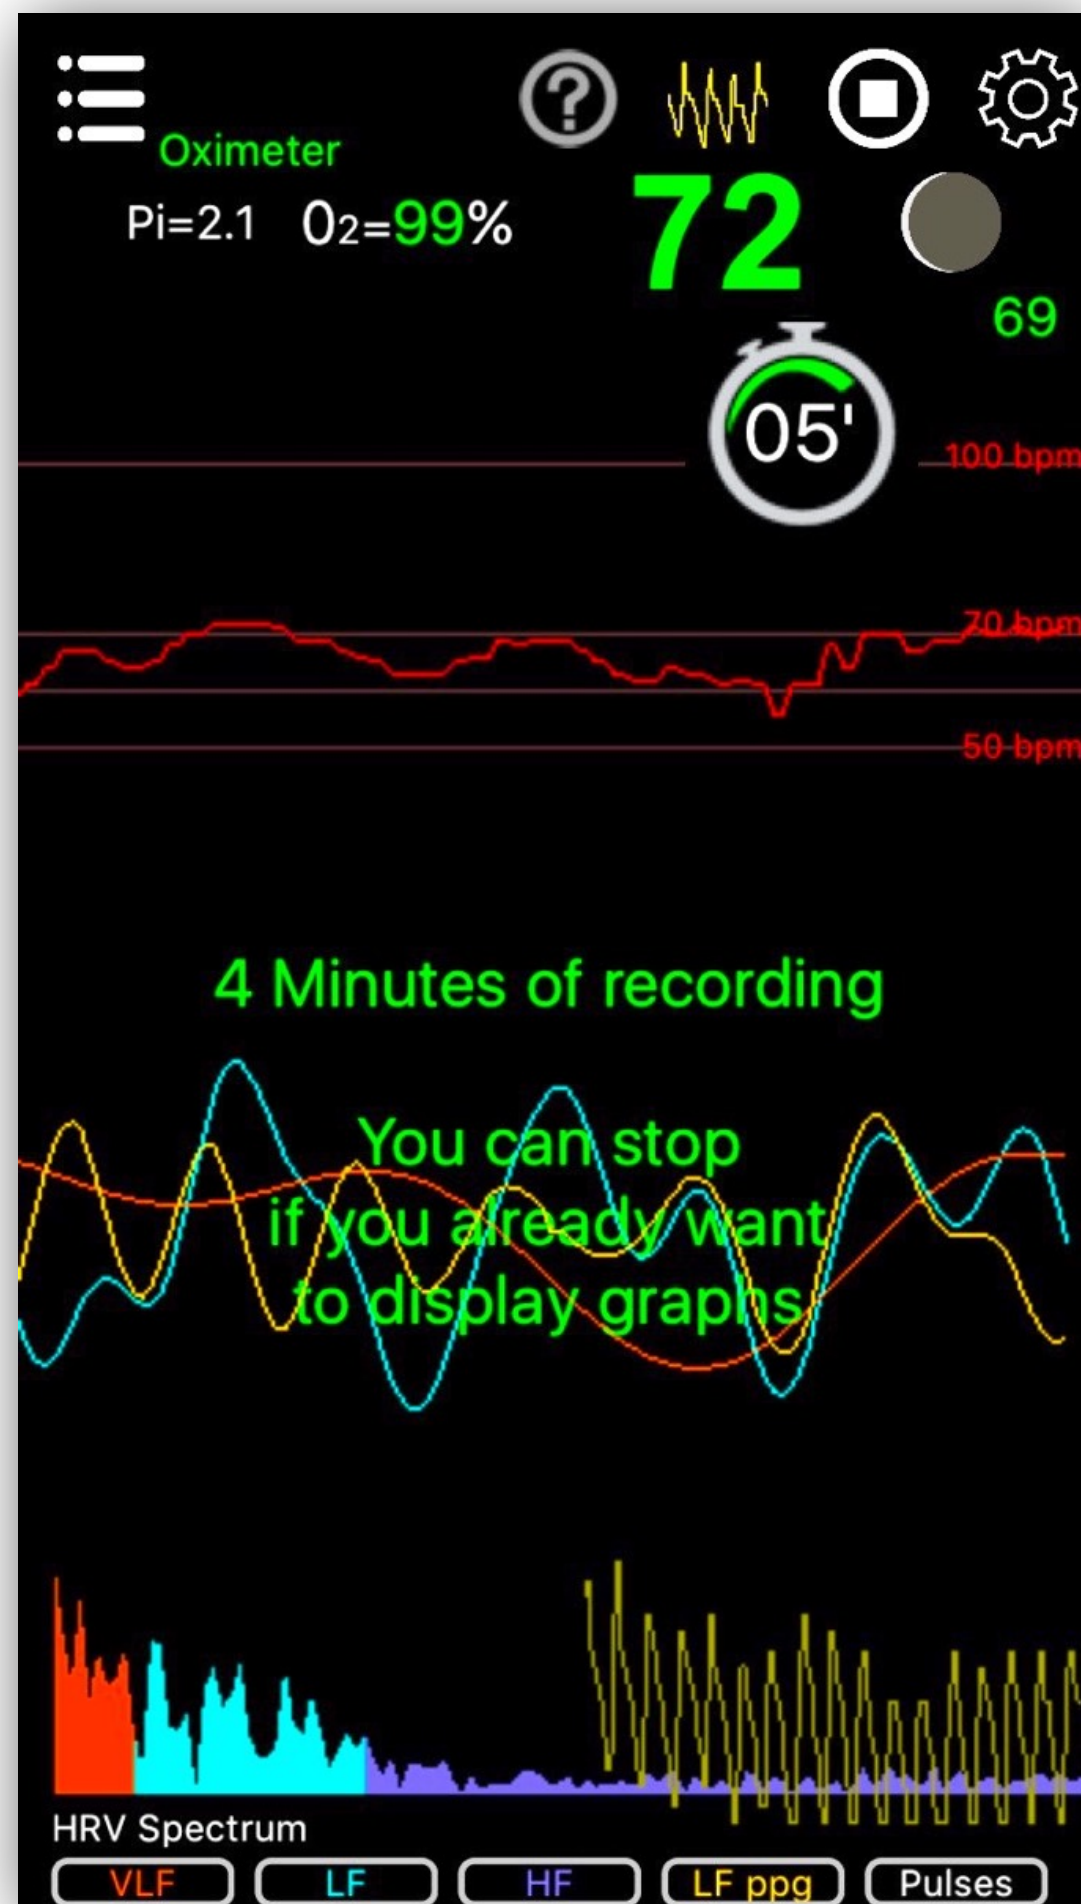 Oximeter
Pi=2.1 O2=99%
72
69
05'
100 bpm
70 bpm
50 bpm
4 Minutes of recording
You can stop
if you already want
to display graphs
HRV Spectrum
VLF LF HF LF ppg Pulses